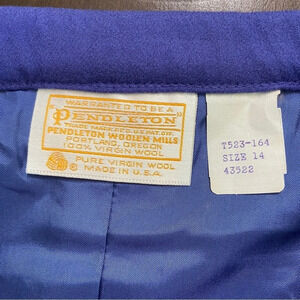 WARRANTED TO BE A
"PENDLETON"
TRADE MARK REG. U.S. PAT. OFF.
PENDLETON WOOLEN MILLS
PORTLAND, OREGON
100% VIRGIN WOOL
PURE VIRGIN WOOL
® MADE IN U.S.A.
T523-164
SIZE 14
43522